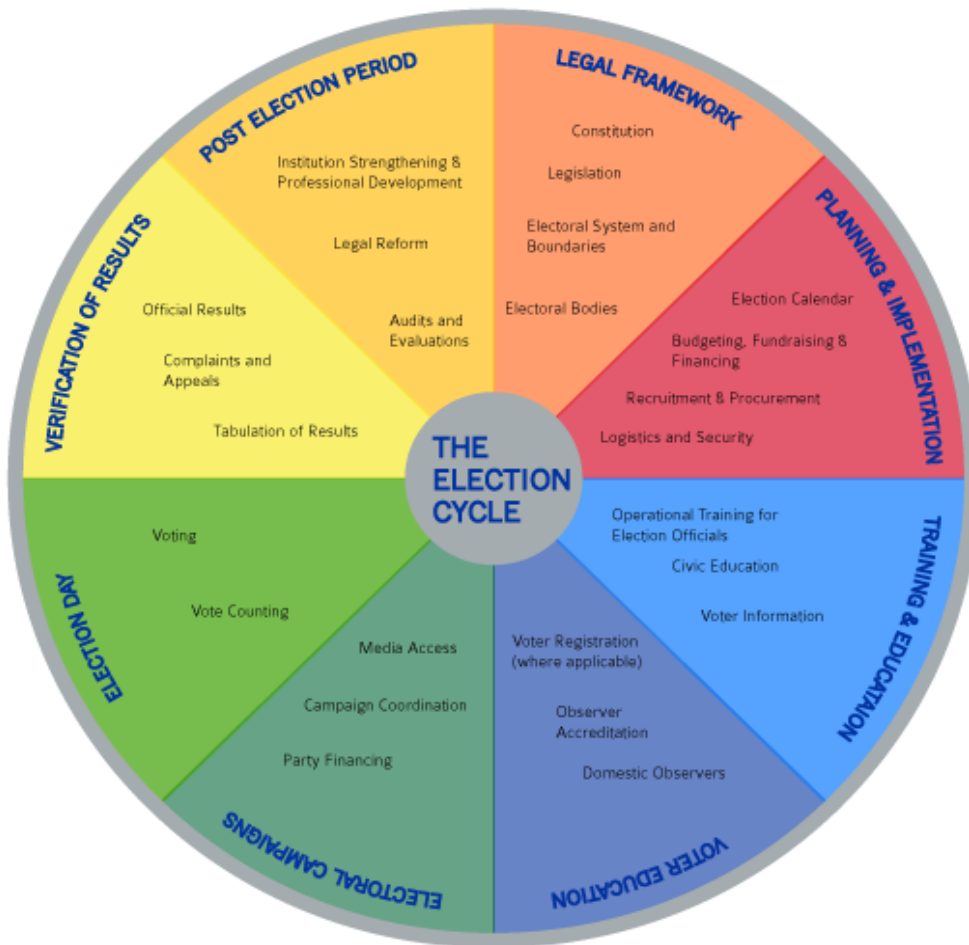 THE
ELECTION
CYCLE
LEGAL FRAMEWORK
Constitution
Legislation
Electoral System and
Boundaries
Electoral Bodies
PLANNING & IMPLEMENTATION
Election Calendar
Budgeting, Fundraising &
Financing
Recruitment & Procurement
Logistics and Security
TRAINING & EDUCATAION
Operational Training for
Election Officials
Civic Education
Voter Information
VOTER EDUCATION
Voter Registration
(where applicable)
Observer
Accreditation
Domestic Observers
ELECTORAL CAMPAIGNS
Media Access
Campaign Coordination
Party Financing
ELECTION DAY
Voting
Vote Counting
VERIFICATION OF RESULTS
Official Results
Complaints and
Appeals
Tabulation of Results
POST ELECTION PERIOD
Institution Strengthening &
Professional Development
Legal Reform
Audits and
Evaluations